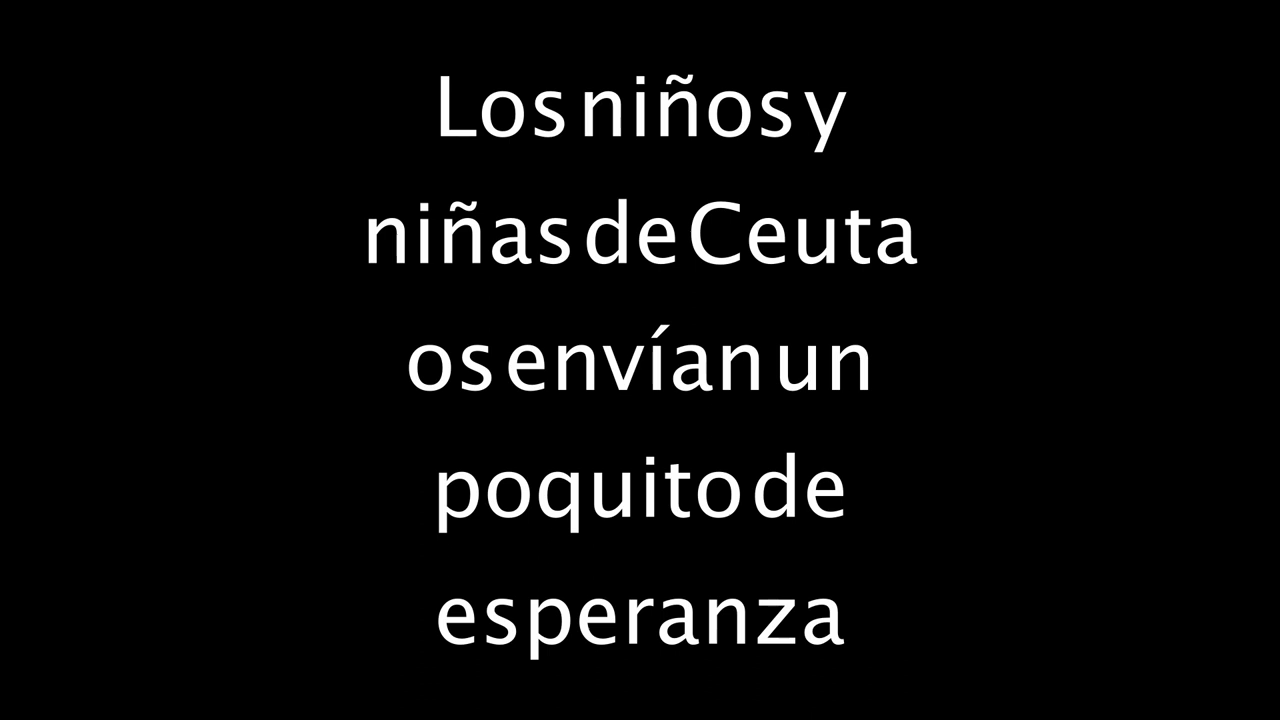 Los niños y
niñas de Ceuta
os envían un
poquito de
esperanza